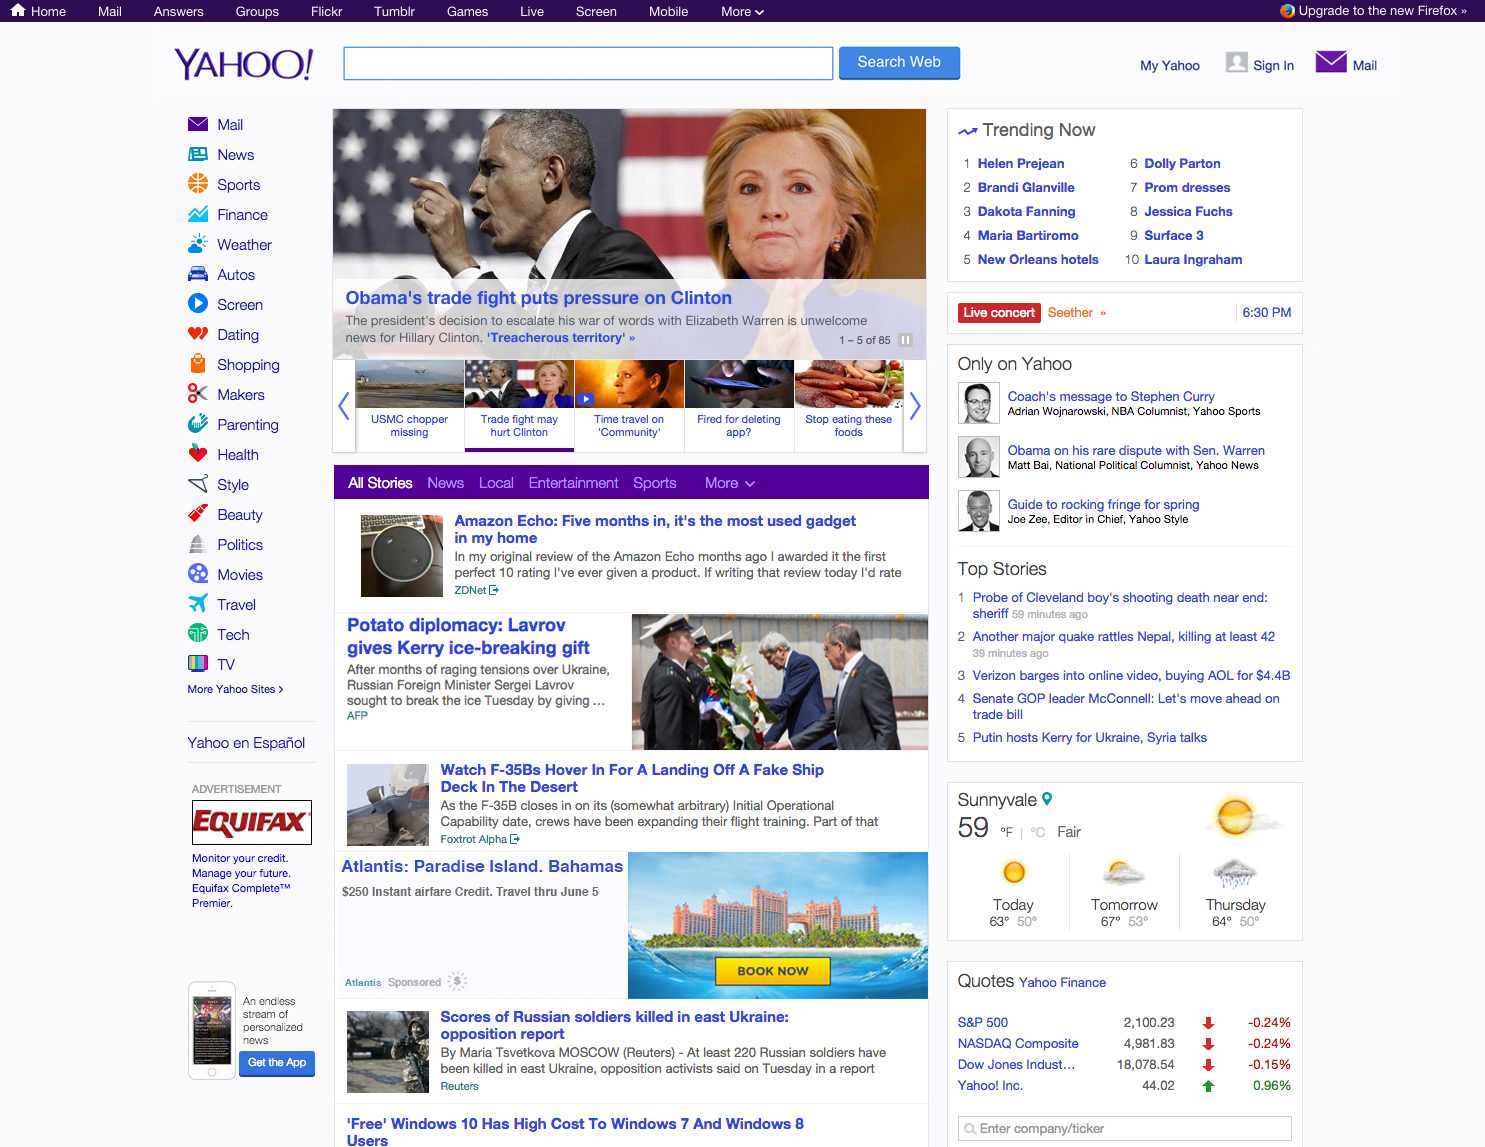 Home Mail Answers Groups Flickr Tumblr Games Live Screen Mobile More Upgrade to the new Firefox »
YAHOO! Search Web My Yahoo Sign In Mail
Mail
News
Sports
Finance
Weather
Autos
Screen
Dating
Shopping
Makers
Parenting
Health
Style
Beauty
Politics
Movies
Travel
Tech
TV
More Yahoo Sites >
Yahoo en Español
ADVERTISEMENT
EQUIFAX
Monitor your credit.
Manage your future.
Equifax Complete™
Premier.
An endless
stream of
personalized
news
Get the App
Obama's trade fight puts pressure on Clinton
The president's decision to escalate his war of words with Elizabeth Warren is unwelcome
news for Hillary Clinton. 'Treacherous territory' »
1 – 5 of 85
USMC chopper
missing
Trade fight may
hurt Clinton
Time travel on
'Community'
Fired for deleting
app?
Stop eating these
foods
All Stories News Local Entertainment Sports More
Amazon Echo: Five months in, it's the most used gadget
in my home
In my original review of the Amazon Echo months ago I awarded it the first
perfect 10 rating I've ever given a product. If writing that review today I'd rate
ZDNet
Potato diplomacy: Lavrov
gives Kerry ice-breaking gift
After months of raging tensions over Ukraine,
Russian Foreign Minister Sergei Lavrov
sought to break the ice Tuesday by giving ...
AFP
Watch F-35Bs Hover In For A Landing Off A Fake Ship
Deck In The Desert
As the F-35B closes in on its (somewhat arbitrary) Initial Operational
Capability date, crews have been expanding their flight training. Part of that
Foxtrot Alpha
Atlantis: Paradise Island. Bahamas
$250 Instant airfare Credit. Travel thru June 5
BOOK NOW
Atlantis Sponsored $
Scores of Russian soldiers killed in east Ukraine:
opposition report
By Maria Tsvetkova MOSCOW (Reuters) - At least 220 Russian soldiers have
been killed in east Ukraine, opposition activists said on Tuesday in a report
Reuters
'Free' Windows 10 Has High Cost To Windows 7 And Windows 8
Users
Trending Now
1 Helen Prejean
2 Brandi Glanville
3 Dakota Fanning
4 Maria Bartiromo
5 New Orleans hotels
6 Dolly Parton
7 Prom dresses
8 Jessica Fuchs
9 Surface 3
10 Laura Ingraham
Live concert Seether » 6:30 PM
Only on Yahoo
Coach's message to Stephen Curry
Adrian Wojnarowski, NBA Columnist, Yahoo Sports
Obama on his rare dispute with Sen. Warren
Matt Bai, National Political Columnist, Yahoo News
Guide to rocking fringe for spring
Joe Zee, Editor in Chief, Yahoo Style
Top Stories
1 Probe of Cleveland boy's shooting death near end:
sheriff 59 minutes ago
2 Another major quake rattles Nepal, killing at least 42
39 minutes ago
3 Verizon barges into online video, buying AOL for $4.4B
4 Senate GOP leader McConnell: Let's move ahead on
trade bill
5 Putin hosts Kerry for Ukraine, Syria talks
Sunnyvale
59 °F | °C Fair
Today
63° 50°
Tomorrow
67° 53°
Thursday
64° 50°
Quotes Yahoo Finance
S&P 500 2,100.23 -0.24%
NASDAQ Composite 4,981.83 -0.24%
Dow Jones Indust… 18,078.54 -0.15%
Yahoo! Inc. 44.02 0.96%
Enter company/ticker